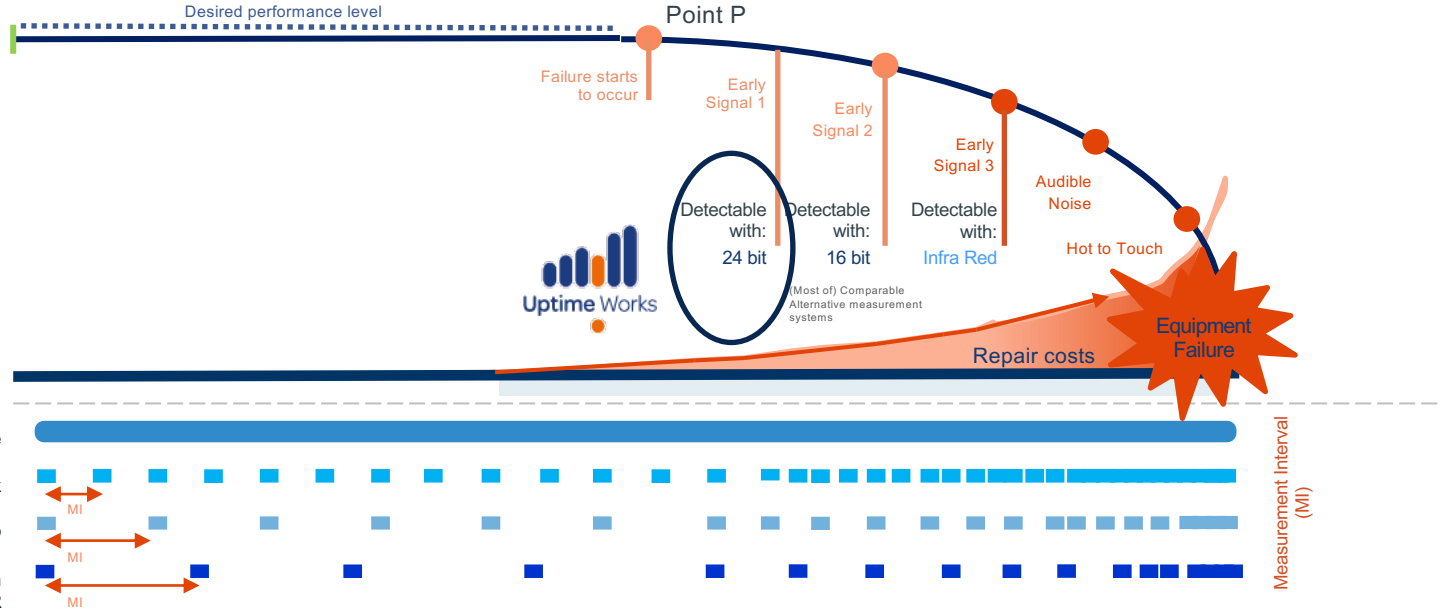 Desired performance level
Point P
Failure starts
to occur
Early
Signal 1
Early
Signal 2
Early
Signal 3
Audible
Noise
Hot to Touch
Detectable
with:
24 bit
Detectable
with:
16 bit
Detectable
with:
Infra Red
(Most of) Comparable
Alternative measurement
systems
Uptime Works
Repair costs
Equipment
Failure
MI
MI
MI
Measurement Interval
(MI)